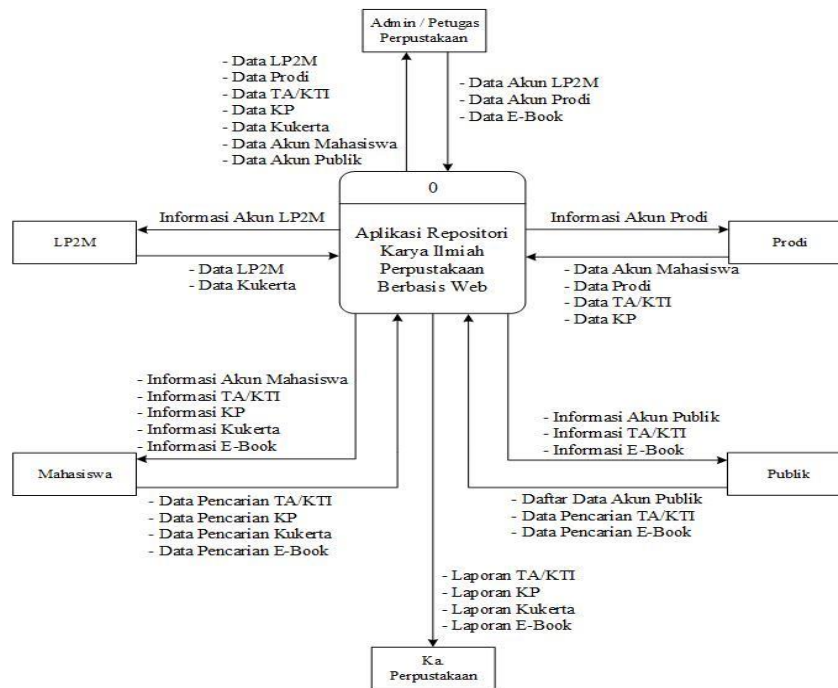 Admin / Petugas
Perpustakaan
- Data LP2M
- Data Prodi
- Data TA/KTI
- Data KP
- Data Kukerta
- Data Akun Mahasiswa
- Data Akun Publik
- Data Akun LP2M
- Data Akun Prodi
- Data E-Book
0
Aplikasi Repositori
Karya Ilmiah
Perpustakaan
Berbasis Web
Informasi Akun LP2M
LP2M
- Data LP2M
- Data Kukerta
Informasi Akun Prodi
Prodi
- Data Akun Mahasiswa
- Data Prodi
- Data TA/KTI
- Data KP
- Informasi Akun Mahasiswa
- Informasi TA/KTI
- Informasi KP
- Informasi Kukerta
- Informasi E-Book
Mahasiswa
- Data Pencarian TA/KTI
- Data Pencarian KP
- Data Pencarian Kukerta
- Data Pencarian E-Book
- Informasi Akun Publik
- Informasi TA/KTI
- Informasi E-Book
Publik
- Daftar Data Akun Publik
- Data Pencarian TA/KTI
- Data Pencarian E-Book
- Laporan TA/KTI
- Laporan KP
- Laporan Kukerta
- Laporan E-Book
Ka.
Perpustakaan